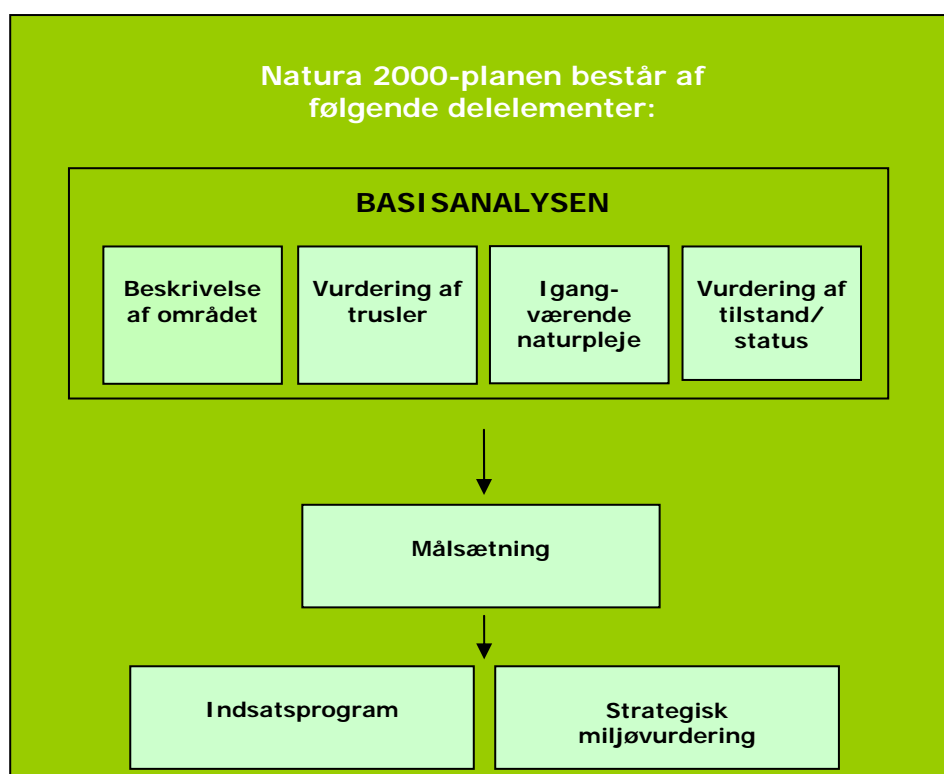 Natura 2000-planen består af
følgende delelementer:
BASISANALYSEN
Beskrivelse
af området
Vurdering af
trusler
Igang-
værende
naturpleje
Vurdering af
tilstand/
status
Målsætning
Indsatsprogram
Strategisk
miljøvurdering